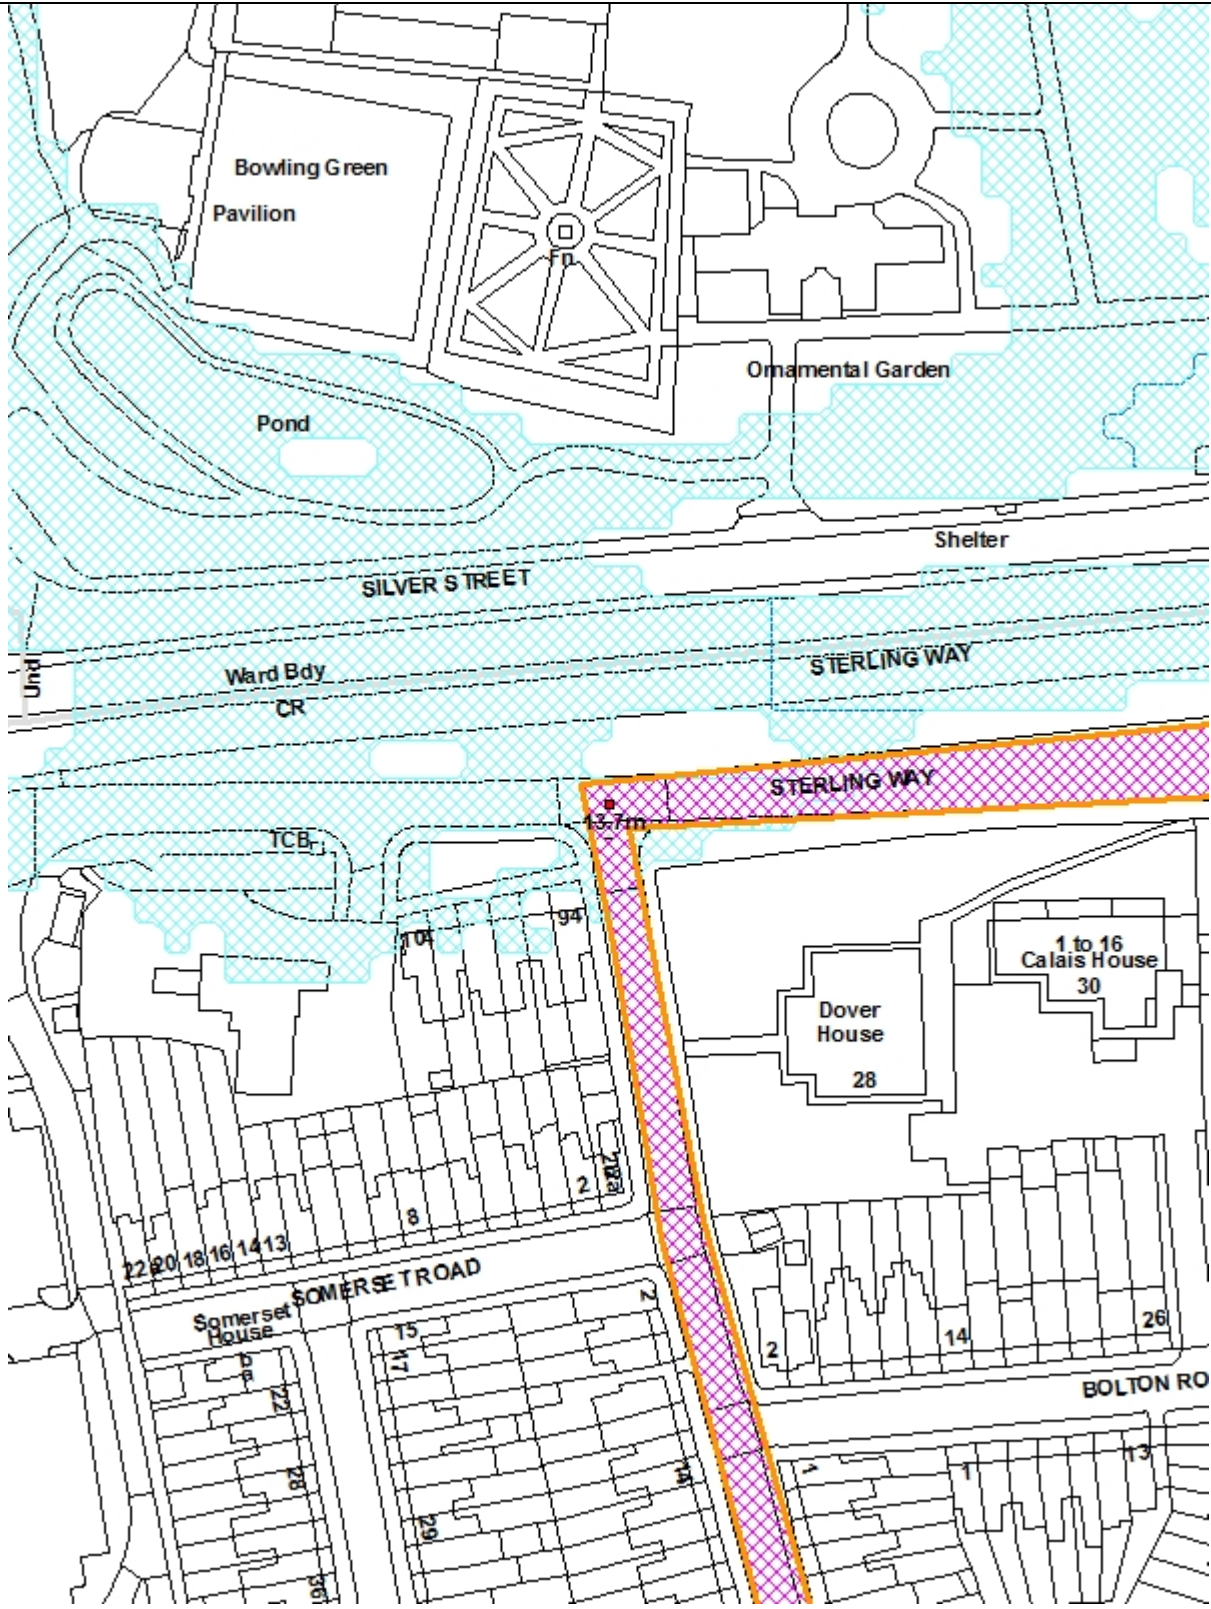 Bowling Green
Pavilion
Fn
Ornamental Garden
Pond
Shelter
SILVER STREET
STERLING WAY
Ward Bdy
Und
CR
STERLING WAY
13.7m
TCB
94
104
1 to 16
Calais House
30
Dover
House
28
2
8
13
14
16
18
20
22
SOMERSET ROAD
Somerset
House
2
15
17
26
14
2
BOLTON RO
22
28
14
1
1
13
29
36